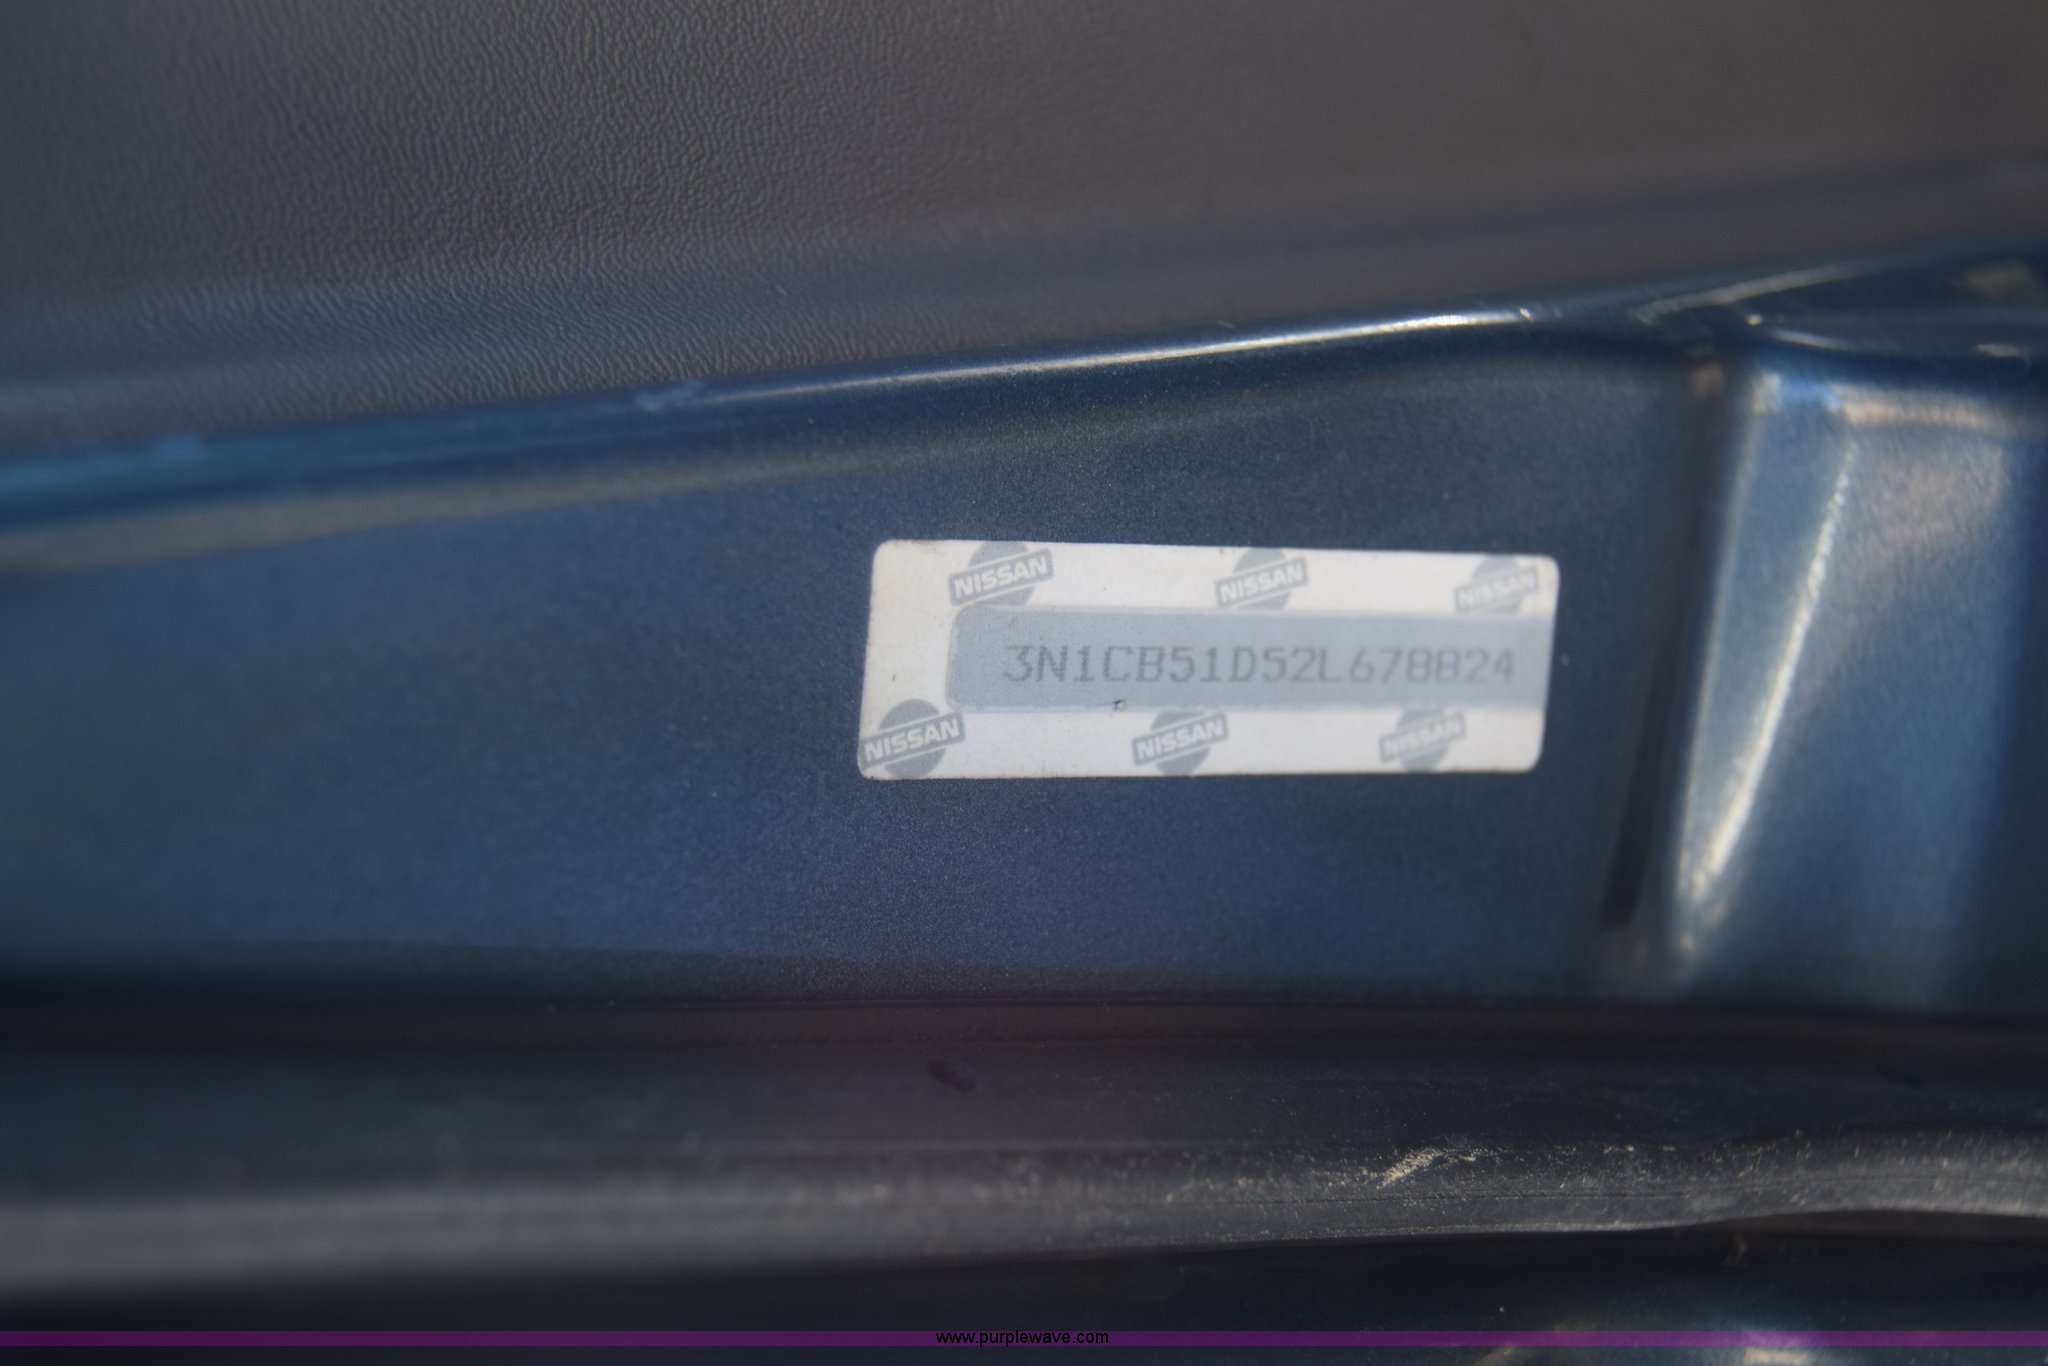 NISSAN NISSAN NISSAN
3N1CB51D52L678824
NISSAN NISSAN NISSAN
www.purplewave.com